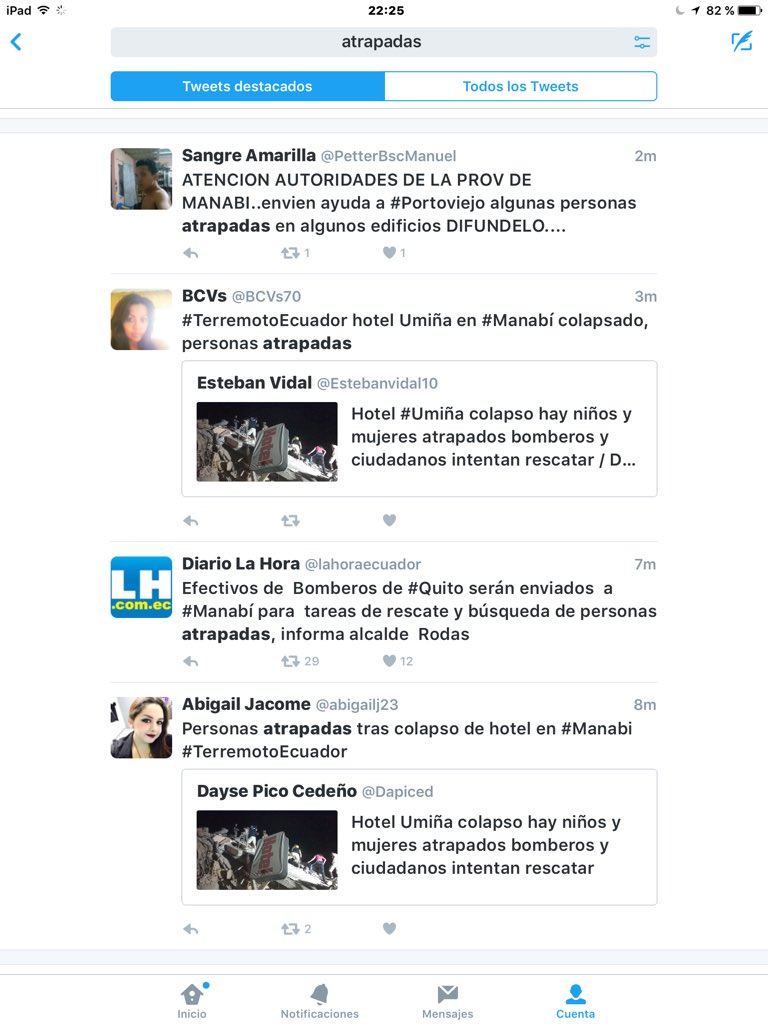 iPad 22:25 82 %
atrapadas
Tweets destacados Todos los Tweets
Sangre Amarilla @PetterBscManuel 2m
ATENCION AUTORIDADES DE LA PROV DE
MANABI..envien ayuda a #Portoviejo algunas personas
atrapadas en algunos edificios DIFUNDELO....
1 1
BCVs @BCVs70 3m
#TerremotoEcuador hotel Umiña en #Manabí colapsado,
personas atrapadas
Esteban Vidal @Estebanvidal10
Hotel #Umiña colapso hay niños y
mujeres atrapados bomberos y
ciudadanos intentan rescatar / D...
Hotel
LH
.com.ec
Diario La Hora @lahoraecuador 7m
Efectivos de  Bomberos de #Quito serán enviados  a
#Manabí para  tareas de rescate y búsqueda de personas
atrapadas, informa alcalde  Rodas
29 12
Abigail Jacome @abigailj23 8m
Personas atrapadas tras colapso de hotel en #Manabi
#TerremotoEcuador
Dayse Pico Cedeño @Dapiced
Hotel Umiña colapso hay niños y
mujeres atrapados bomberos y
ciudadanos intentan rescatar
Hotel
2
Inicio Notificaciones Mensajes Cuenta